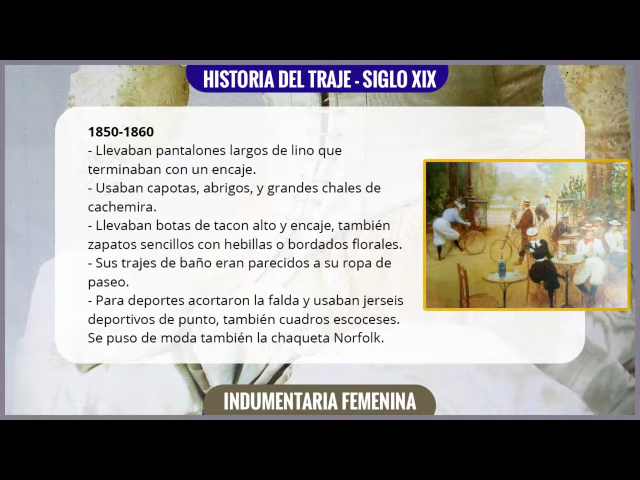 HISTORIA DEL TRAJE - SIGLO XIX
1850-1860
- Llevaban pantalones largos de lino que
terminaban con un encaje.
- Usaban capotas, abrigos, y grandes chales de
cachemira.
- Llevaban botas de tacon alto y encaje, también
zapatos sencillos con hebillas o bordados florales.
- Sus trajes de baño eran parecidos a su ropa de
paseo.
- Para deportes acortaron la falda y usaban jerseis
deportivos de punto, también cuadros escoceses.
Se puso de moda también la chaqueta Norfolk.
INDUMENTARIA FEMENINA